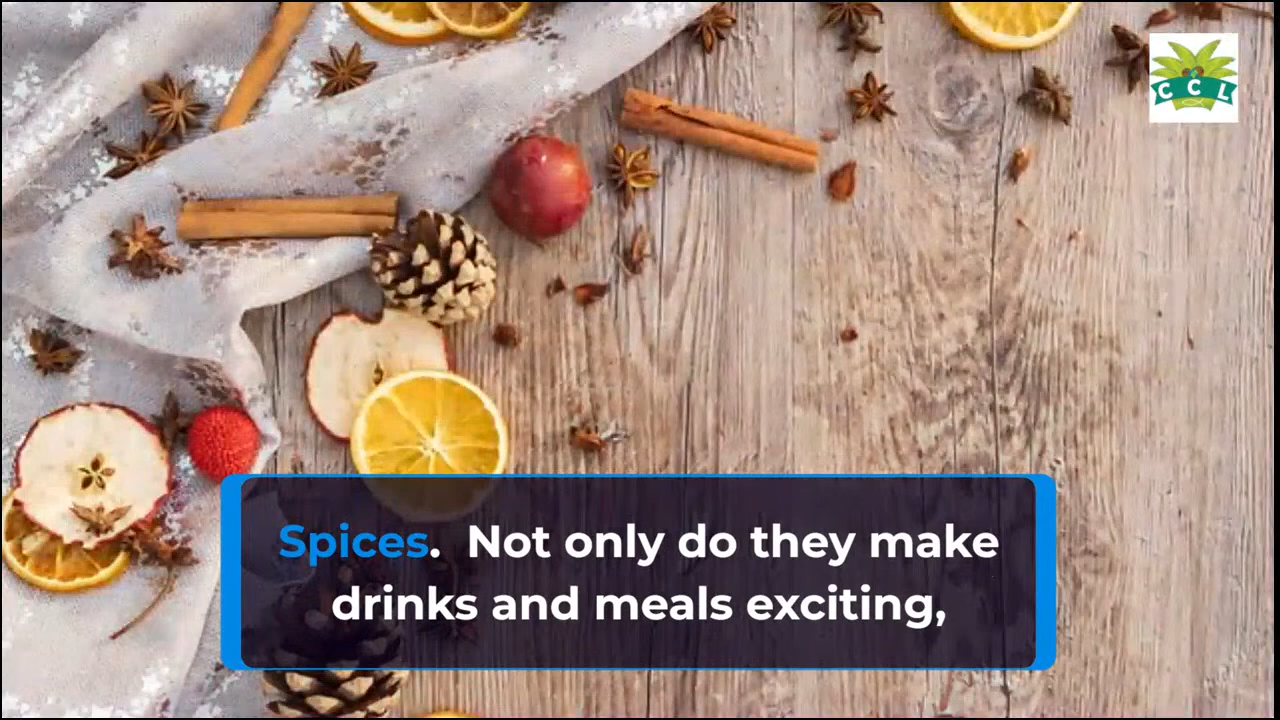 CCL
Spices. Not only do they make
drinks and meals exciting,